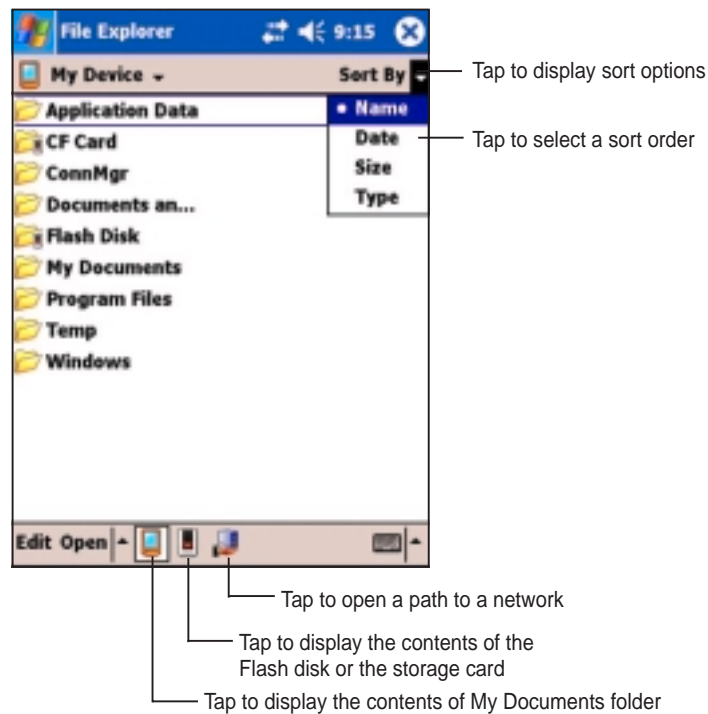 File Explorer 9:15
My Device Sort By
Tap to display sort options
Application Data
Name
CF Card
Date
Tap to select a sort order
ConnMgr
Size
Documents an...
Type
Flash Disk
My Documents
Program Files
Temp
Windows
Edit Open
Tap to open a path to a network
Tap to display the contents of the
Flash disk or the storage card
Tap to display the contents of My Documents folder